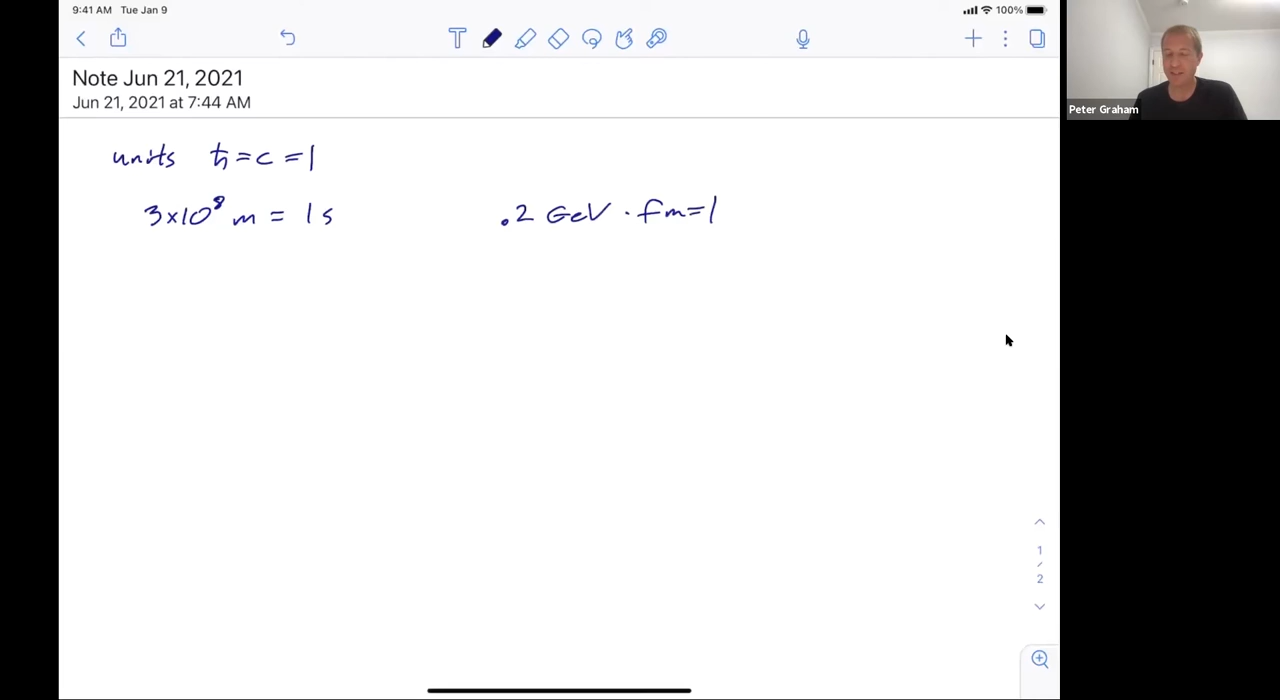 9:41 AM Tue Jan 9
100%
T
Note Jun 21, 2021
Jun 21, 2021 at 7:44 AM
Peter Graham
units ħ = c = 1
3×10⁸ m = 1 s
.2 GeV · fm = 1
1
/
2